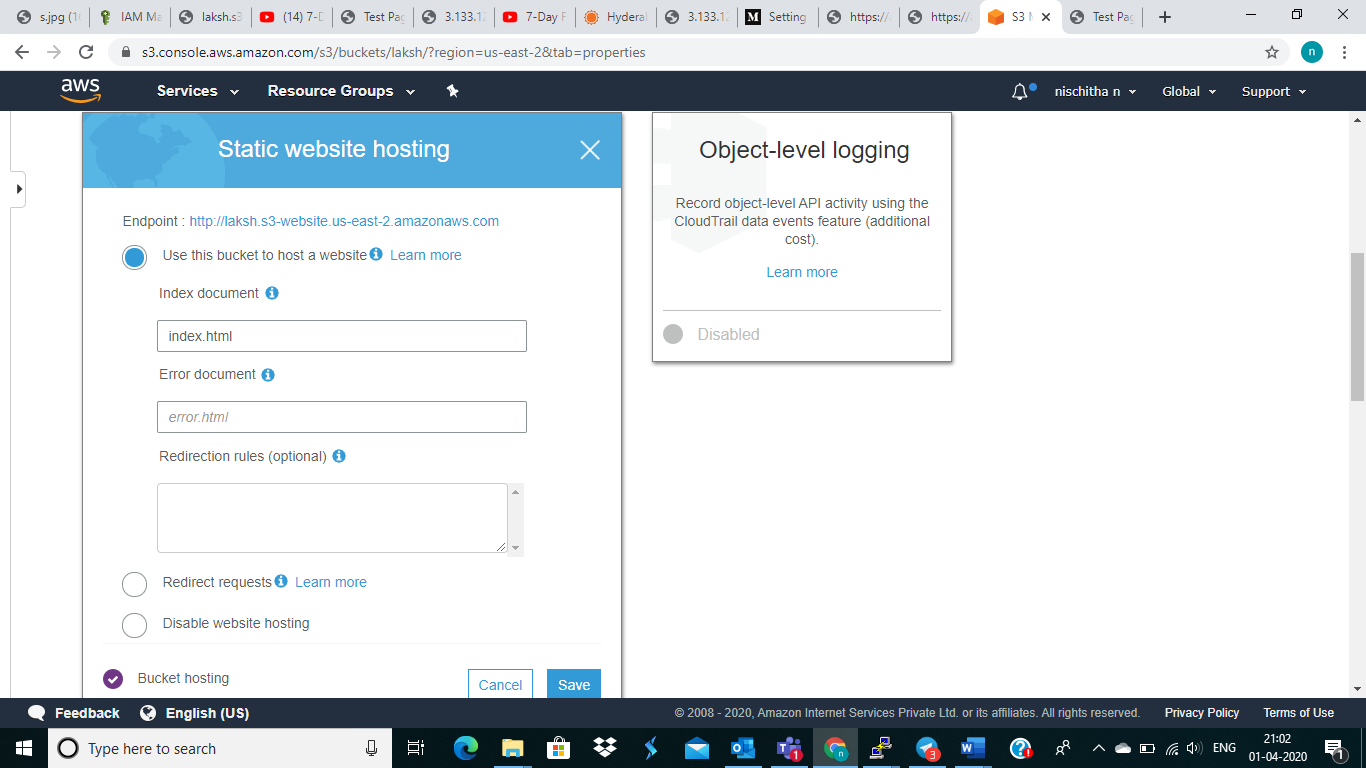 s.jpg (1
IAM Ma
laksh.s3
(14) 7-D
Test Pag
3.133.12
7-Day F
Hyderal
3.133.12
M Setting
https://
https://
S3 M
Test Pag
s3.console.aws.amazon.com/s3/buckets/laksh/?region=us-east-2&tab=properties
n
aws
Services
Resource Groups
nischitha n
Global
Support
Static website hosting
Endpoint : http://laksh.s3-website.us-east-2.amazonaws.com
Use this bucket to host a website Learn more
Index document
index.html
Error document
error.html
Redirection rules (optional)
Redirect requests Learn more
Disable website hosting
Bucket hosting
Cancel
Save
Object-level logging
Record object-level API activity using the
CloudTrail data events feature (additional
cost).
Learn more
Disabled
Feedback
English (US)
© 2008 - 2020, Amazon Internet Services Private Ltd. or its affiliates. All rights reserved.
Privacy Policy
Terms of Use
Type here to search
1
3
ENG
21:02
01-04-2020
1